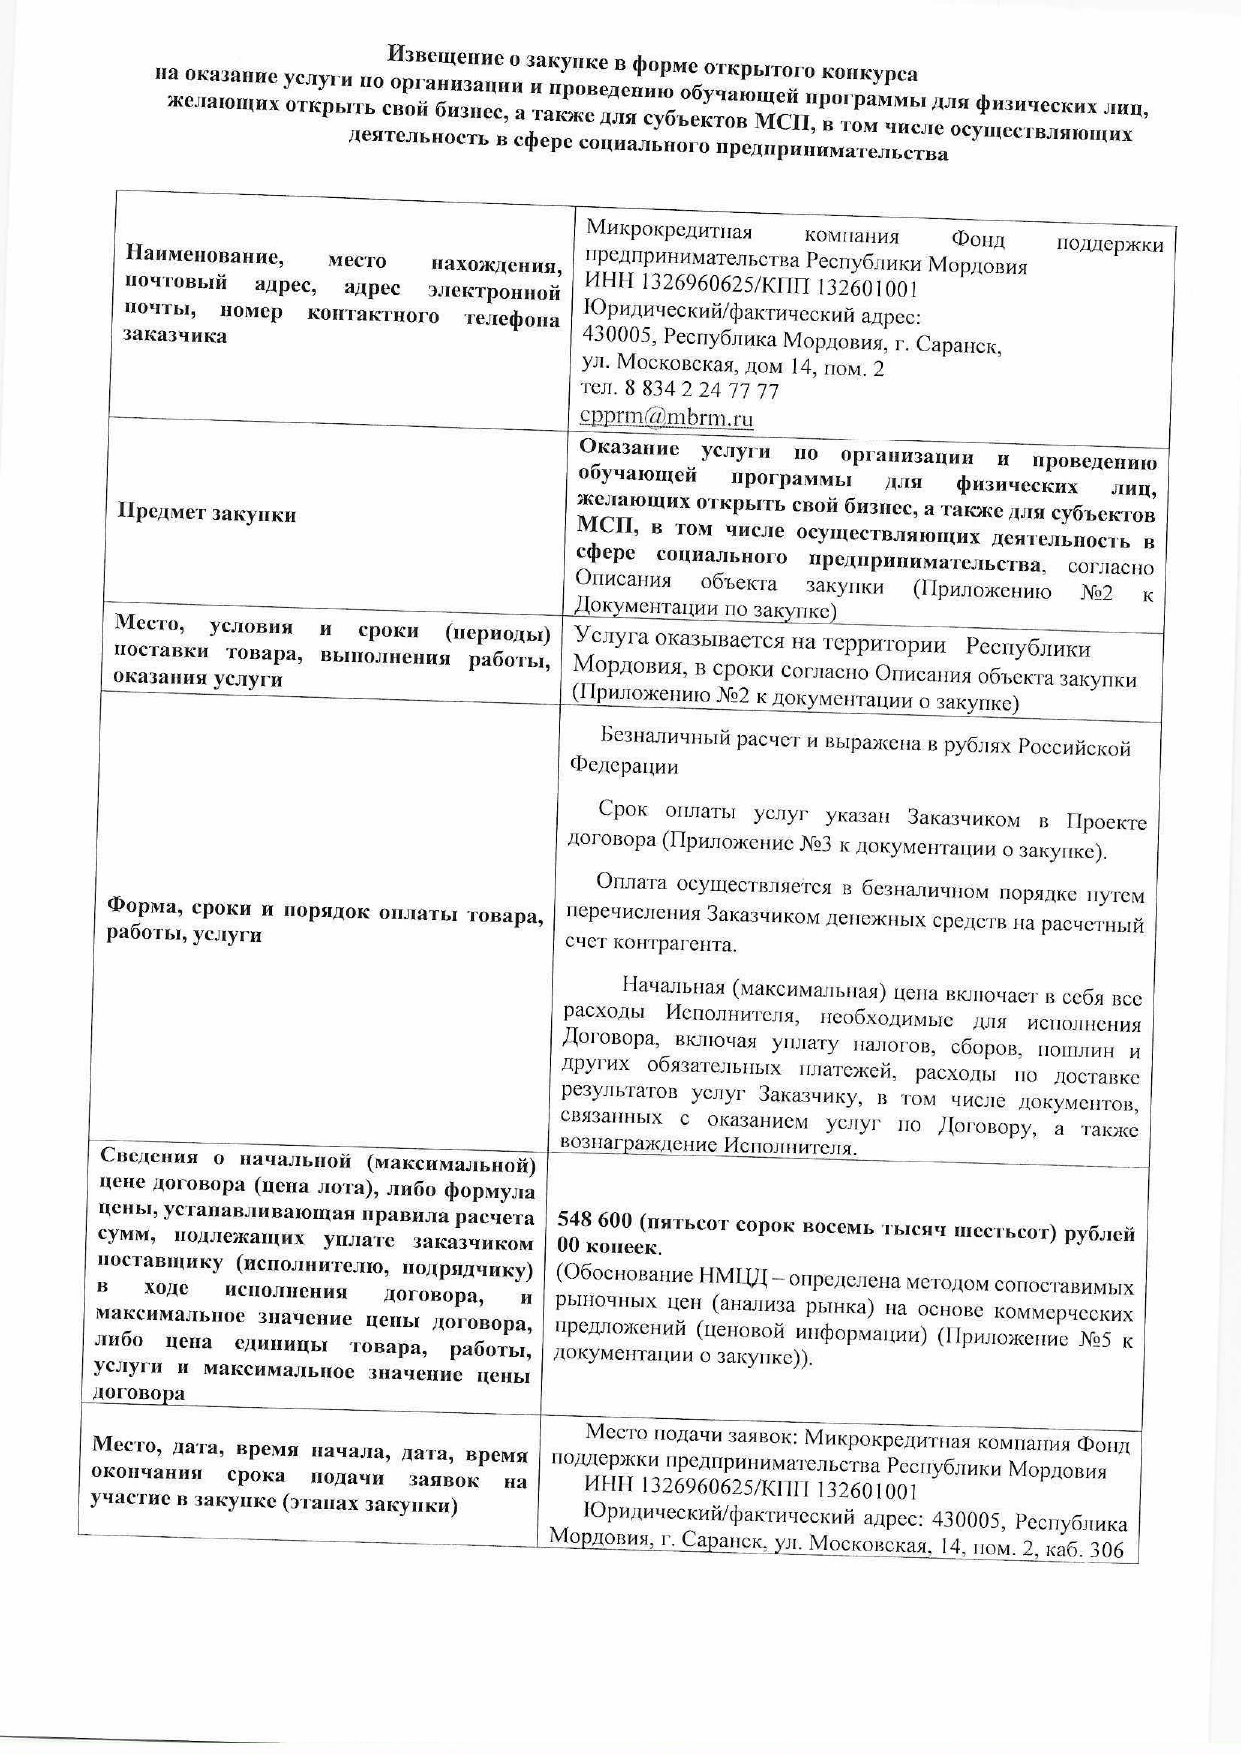 Извещение о закупке в форме открытого конкурса
на оказание услуги по организации и проведению обучающей программы для физических лиц,
желающих открыть свой бизнес, а также для субъектов МСП, в том числе осуществляющих
деятельность в сфере социального предпринимательства
Наименование, место нахождения,
почтовый адрес, адрес электронной
почты, номер контактного телефона
заказчика
Микрокредитная компания Фонд поддержки
предпринимательства Республики Мордовия
ИНН 1326960625/КПП 132601001
Юридический/фактический адрес:
430005, Республика Мордовия, г. Саранск,
ул. Московская, дом 14, пом. 2
тел. 8 834 2 24 77 77
cpprm@mbrm.ru
Предмет закупки
Оказание услуги по организации и проведению
обучающей программы для физических лиц,
желающих открыть свой бизнес, а также для субъектов
МСП, в том числе осуществляющих деятельность в
сфере социального предпринимательства, согласно
Описания объекта закупки (Приложению №2 к
Документации по закупке)
Место, условия и сроки (периоды)
поставки товара, выполнения работы,
оказания услуги
Услуга оказывается на территории Республики
Мордовия, в сроки согласно Описания объекта закупки
(Приложению №2 к документации о закупке)
Форма, сроки и порядок оплаты товара,
работы, услуги
Безналичный расчет и выражена в рублях Российской
Федерации
Срок оплаты услуг указан Заказчиком в Проекте
договора (Приложение №3 к документации о закупке).
Оплата осуществляется в безналичном порядке путем
перечисления Заказчиком денежных средств на расчетный
счет контрагента.
Начальная (максимальная) цена включает в себя все
расходы Исполнителя, необходимые для исполнения
Договора, включая уплату налогов, сборов, пошлин и
других обязательных платежей, расходы по доставке
результатов услуг Заказчику, в том числе документов,
связанных с оказанием услуг по Договору, а также
вознаграждение Исполнителя.
Сведения о начальной (максимальной)
цене договора (цена лота), либо формула
цены, устанавливающая правила расчета
сумм, подлежащих уплате заказчиком
поставщику (исполнителю, подрядчику)
в ходе исполнения договора, и
максимальное значение цены договора,
либо цена единицы товара, работы,
услуги и максимальное значение цены
договора
548 600 (пятьсот сорок восемь тысяч шестьсот) рублей
00 копеек.
(Обоснование НМЦД – определена методом сопоставимых
рыночных цен (анализа рынка) на основе коммерческих
предложений (ценовой информации) (Приложение №5 к
документации о закупке)).
Место, дата, время начала, дата, время
окончания срока подачи заявок на
участие в закупке (этапах закупки)
Место подачи заявок: Микрокредитная компания Фонд
поддержки предпринимательства Республики Мордовия
ИНН 1326960625/КПП 132601001
Юридический/фактический адрес: 430005, Республика
Мордовия, г. Саранск, ул. Московская, 14, пом. 2, каб. 306